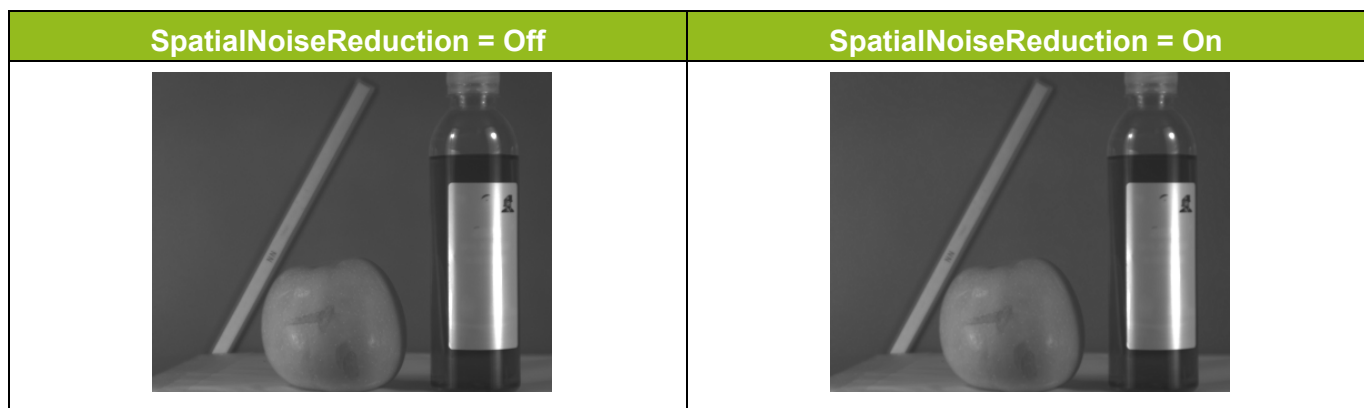 SpatialNoiseReduction = Off
SpatialNoiseReduction = On